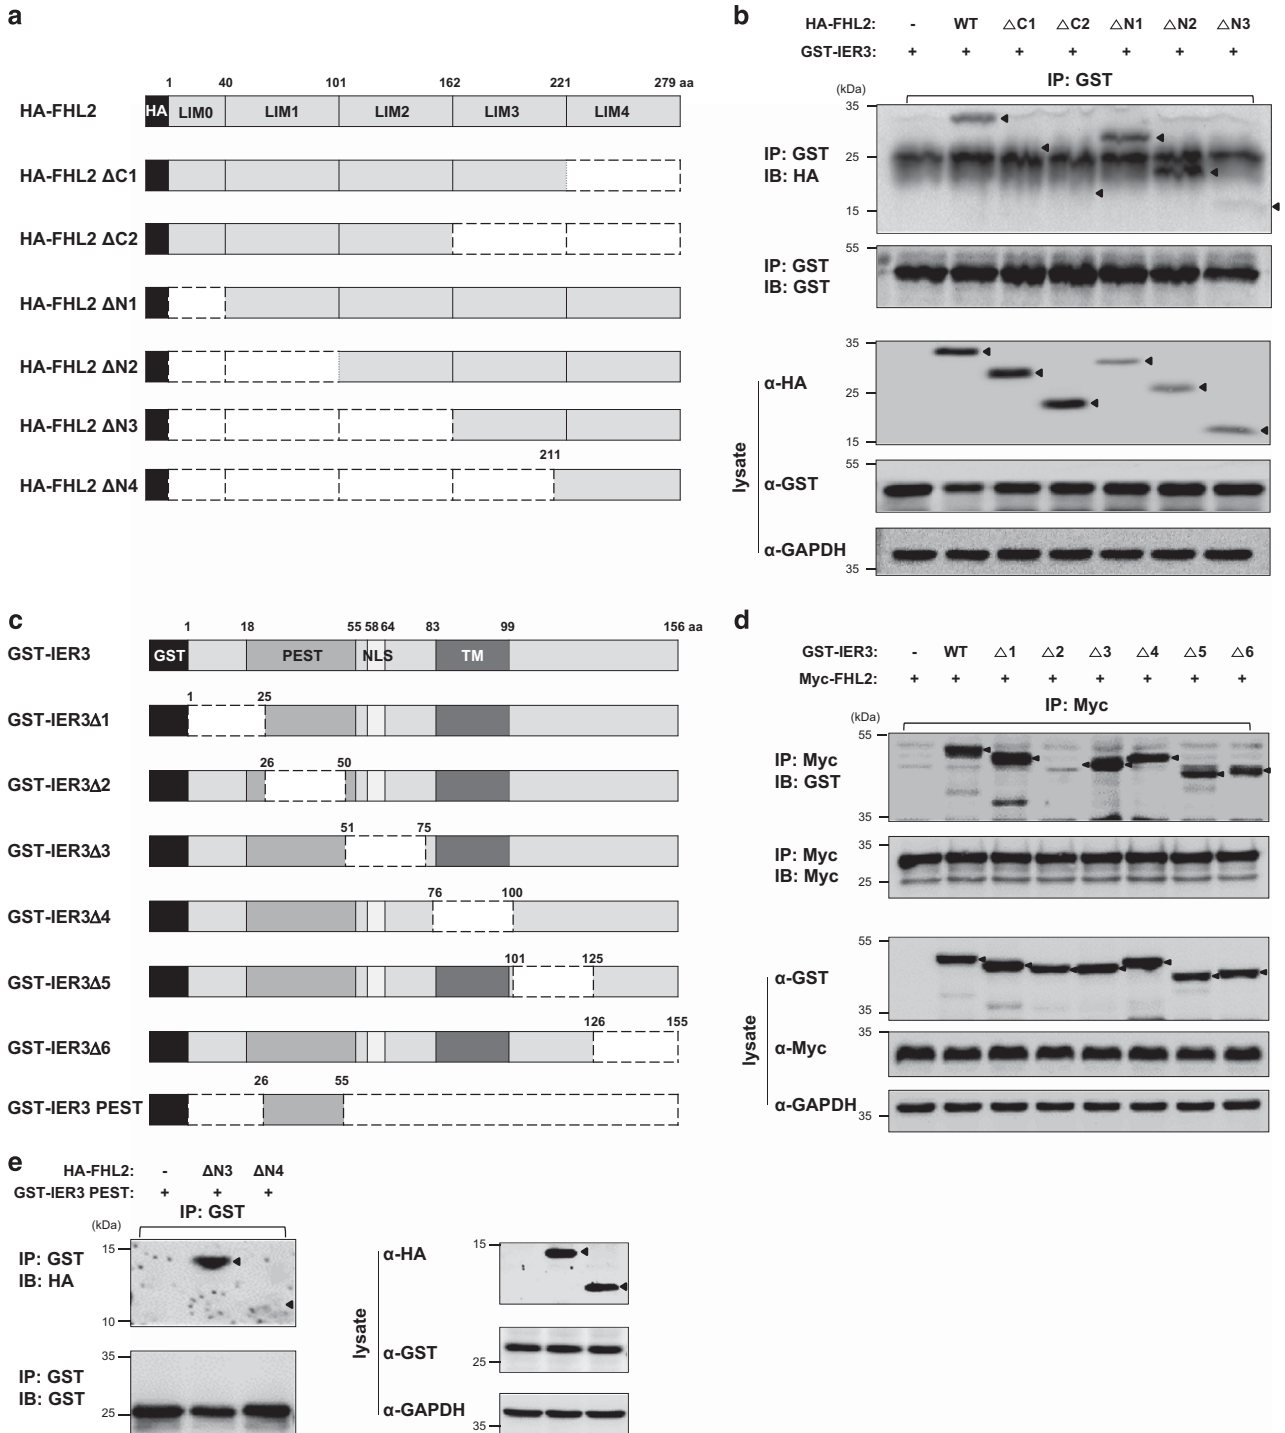 a
1 40 101 162 221 279 aa
HA-FHL2 HA LIM0 LIM1 LIM2 LIM3 LIM4
HA-FHL2 ΔC1
HA-FHL2 ΔC2
HA-FHL2 ΔN1
HA-FHL2 ΔN2
HA-FHL2 ΔN3
211
HA-FHL2 ΔN4
b
HA-FHL2: - WT △C1 △C2 △N1 △N2 △N3
GST-IER3: + + + + + + +
IP: GST
(kDa)
35
IP: GST
IB: HA
25
15
55
IP: GST
IB: GST
35
α-HA
25
15
lysate
55
α-GST
α-GAPDH
35
c
1 18 55 58 64 83 99 156 aa
GST-IER3 GST PEST NLS TM
1 25
GST-IER3Δ1
26 50
GST-IER3Δ2
51 75
GST-IER3Δ3
76 100
GST-IER3Δ4
101 125
GST-IER3Δ5
126 155
GST-IER3Δ6
26 55
GST-IER3 PEST
d
GST-IER3: - WT △1 △2 △3 △4 △5 △6
Myc-FHL2: + + + + + + + +
IP: Myc
(kDa)
55
IP: Myc
IB: GST
35
35
IP: Myc
IB: Myc
25
55
α-GST
35
lysate
35
α-Myc
α-GAPDH
35
e
HA-FHL2: - ΔN3 ΔN4
GST-IER3 PEST: + + +
IP: GST
(kDa)
15
IP: GST
IB: HA
10
35
IP: GST
IB: GST
25
15
α-HA
lysate
α-GST
25
α-GAPDH
35